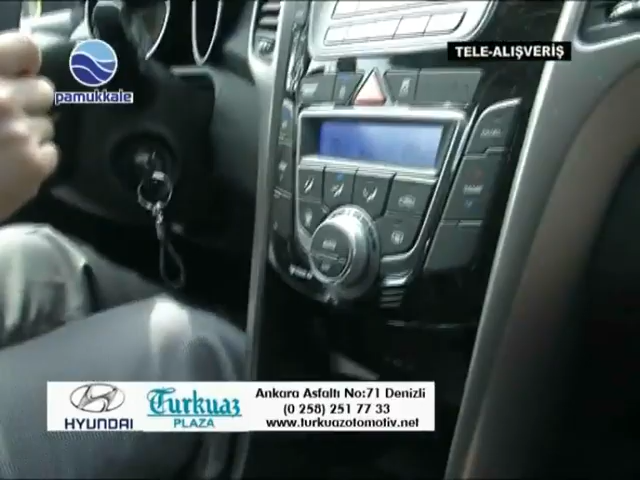 TELE-ALIŞVERİŞ
pamukkale
HYUNDAI
Turkuaz
PLAZA
Ankara Asfaltı No:71 Denizli
(0 258) 251 77 33
www.turkuazotomotiv.net